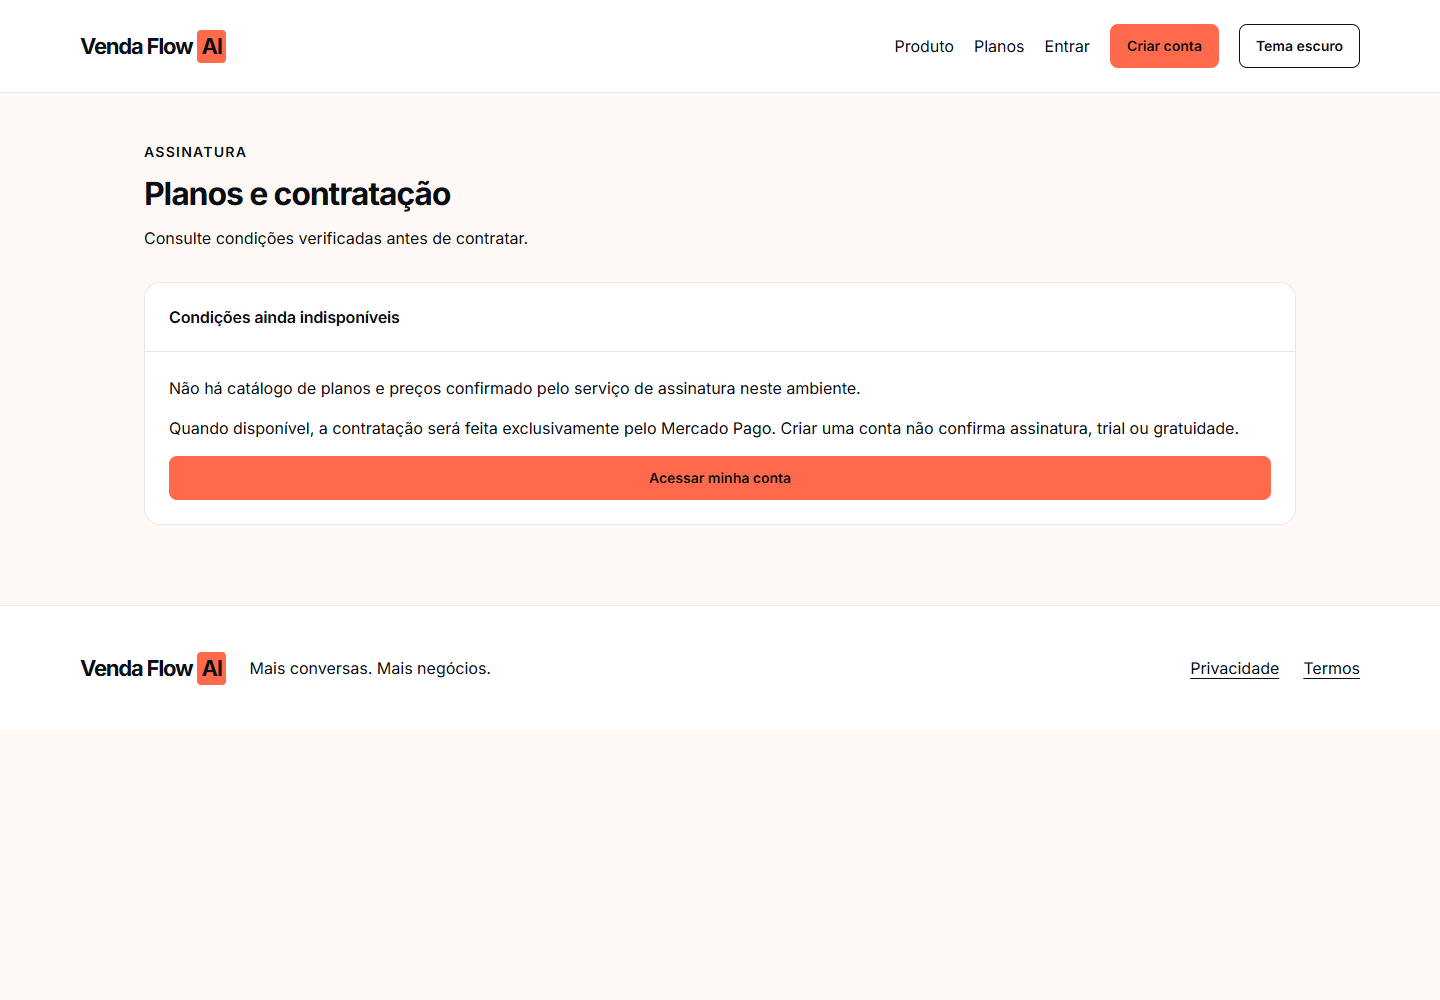 Venda Flow AI
Produto Planos Entrar Criar conta Tema escuro
ASSINATURA
Planos e contratação
Consulte condições verificadas antes de contratar.
Condições ainda indisponíveis
Não há catálogo de planos e preços confirmado pelo serviço de assinatura neste ambiente.
Quando disponível, a contratação será feita exclusivamente pelo Mercado Pago. Criar uma conta não confirma assinatura, trial ou gratuidade.
Acessar minha conta
Venda Flow AI Mais conversas. Mais negócios. Privacidade Termos